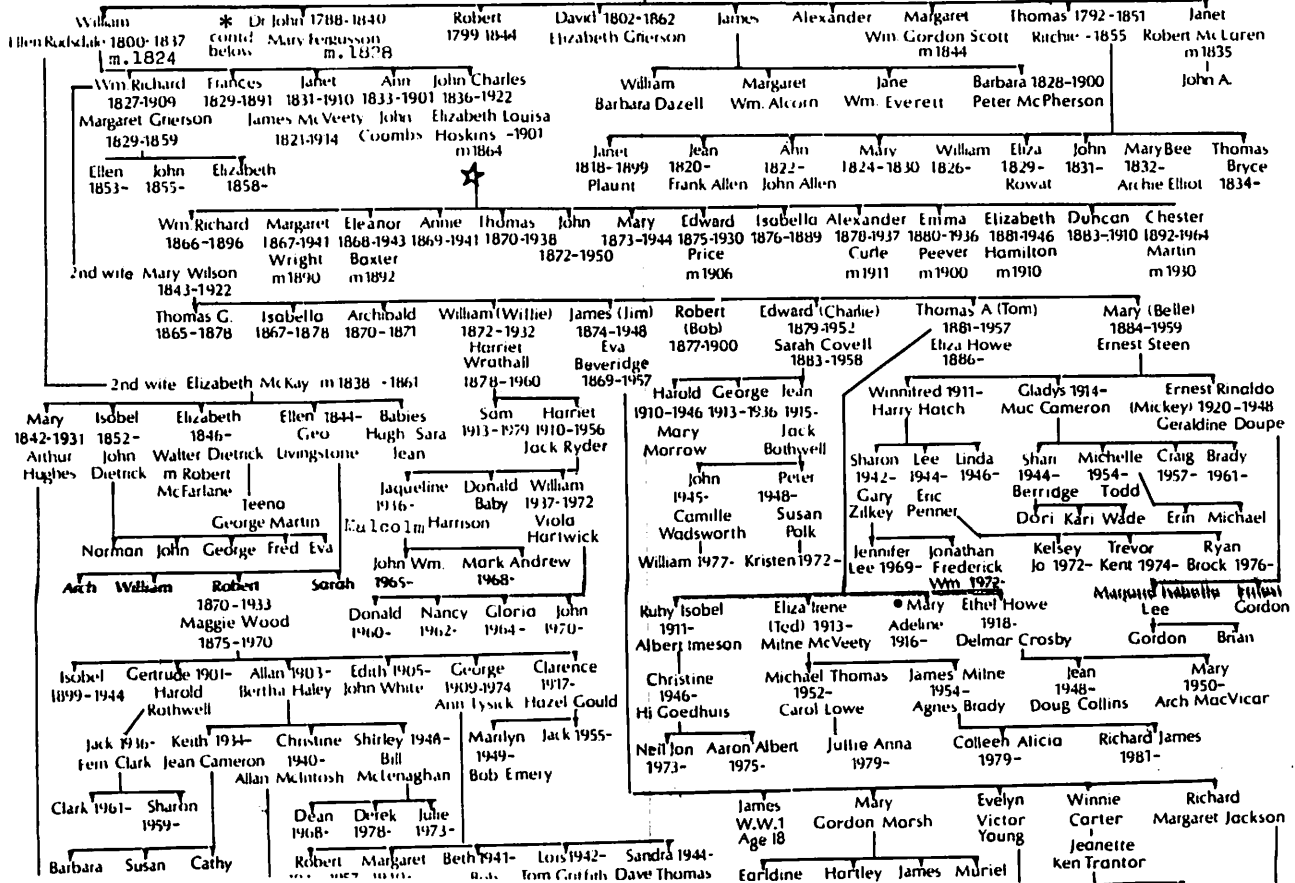 William * Dr John 1788-1840 Robert David 1802-1862 James Alexander Margaret Thomas 1792-1851 Janet
Ellen Rudsdale 1800-1837 contd Mary Fergusson 1799 1844 Elizabeth Grierson Wm. Gordon Scott Ritchie -1855 Robert McLaren
m.1824 below m.1828 m1844 m1835
Wm. Richard Frances Janet Ann John Charles William Margaret Jane Barbara 1828-1900 John A.
1827-1909 1829-1891 1831-1910 1833-1901 1836-1922 Barbara Dazell Wm. Alcorn Wm. Everett Peter McPherson
Margaret Grierson James McVeety John Elizabeth Louisa
1829-1859 1821-1914 Coombs Hoskins -1901
m1864
Janet Jean Ann Mary William Eliza John Mary Bee Thomas
1818-1899 1820- 1822- 1824-1830 1826- 1829- 1831- 1832- Bryce
Plaunt Frank Allen John Allen Rowat Archie Elliot 1834-
Ellen John Elizabeth
1853- 1855- 1858-
Wm. Richard Margaret Eleanor Annie Thomas John Mary Edward Isabella Alexander Emma Elizabeth Duncan Chester
1866-1896 1867-1941 1868-1943 1869-1941 1870-1938 1872-1950 1873-1944 1875-1930 1876-1889 1878-1937 1880-1936 1881-1946 1883-1910 1892-1964
Wright Baxter Price Curle Peever Hamilton Martin
m1890 m1892 m1906 m1911 m1900 m1910 m1930
2nd wife Mary Wilson
1843-1922
Thomas G. Isabella Archibald William (Willie) James (Jim) Robert Edward (Charlie) Thomas A (Tom) Mary (Belle)
1865-1878 1867-1878 1870-1871 1872-1932 1874-1948 (Bob) 1879-1952 1881-1957 1884-1959
Harriet Eva 1877-1900 Sarah Covell Eliza Howe Ernest Steen
Wrathall Beveridge 1883-1958 1886-
1878-1960 1869-1957
2nd wife Elizabeth McKay m1838 -1861
Mary Isobel Elizabeth Ellen 1844- Babies
1842-1931 1852- 1846- Geo Hugh Sara
Arthur John Walter Dietrick Livingstone Jean
Hughes Dietrick m Robert
McFarlane
Teena
George Martin
Sam Harriet
1913-1979 1910-1956
Jack Ryder
Harold George Jean
1910-1946 1913-1936 1915-
Mary Jack
Morrow Bothwell
Winnifred 1911- Gladys 1914- Ernest Rinaldo
Harry Hatch Muc Cameron (Mickey) 1920-1948
Geraldine Doupe
Sharon Lee Linda Shari Michelle Craig Brady
1942- 1944- 1946- 1944- 1954- 1957- 1961-
Gary Eric Berridge Todd
Zilkey Penner Dori Kari Wade Erin Michael
Jaqueline Donald William
1936- Baby 1937-1972
Malcolm Harrison Viola
Hartwick
John Peter
1945- 1948-
Camille Susan
Wadsworth Polk
William 1977- Kristen 1972-
Norman John George Fred Eva
John Wm. Mark Andrew
1965- 1968-
Jennifer Jonathan Kelsey Trevor Ryan
Lee 1969- Frederick Jo 1972- Kent 1974- Brock 1976-
Wm 1972-
Arch William Robert Sarah
1870-1933
Maggie Wood
1875-1970
Donald Nancy Gloria John
1960- 1962- 1964- 1970-
Ruby Isobel Eliza Irene Mary Ethel Howe Lee Gordon
1911- (Ted) 1913- Adeline 1918- Gordon Brian
Albert Imeson Milne McVeety 1916- Delmar Crosby
Isobel Gertrude 1901- Allan 1903- Edith 1905- George Clarence
1899-1944 Harold Bertha Haley John White 1909-1974 1917-
Rothwell Ann Tysick Hazel Gould
Christine Michael Thomas James Milne Jean Mary
1946- 1952- 1954- 1948- 1950-
Hi Goedhuis Carol Lowe Agnes Brady Doug Collins Arch MacVicar
Jack 1936- Keith 1934- Christine Shirley 1948- Marilyn Jack 1955-
Fern Clark Jean Cameron 1940- Bill 1949-
Allan McIntosh McLenaghan Bob Emery
Neil Jon Aaron Albert Jullie Anna Colleen Alicia Richard James
1973- 1975- 1979- 1979- 1981-
Clark 1961- Sharon
1959-
Dean Derek Julie
1968- 1978- 1973-
James Mary Evelyn Winnie Richard
W.W.1 Gordon Marsh Victor Carter Margaret Jackson
Age 18 Young Jeanette
Ken Trantor
Barbara Susan Cathy
Robert Margaret Beth 1941- Lois 1942- Sandra 1944-
Tom Griffith Dave Thomas
Earldine Hartley James Muriel